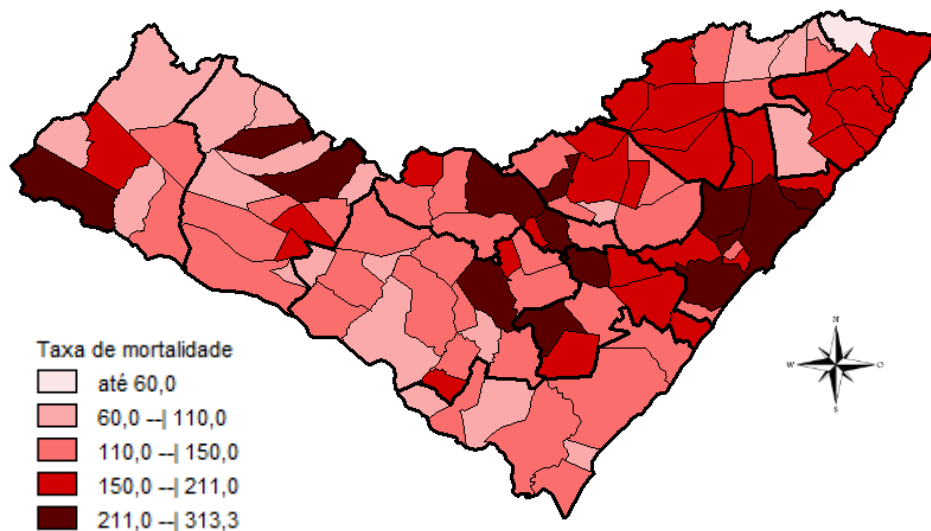 Taxa de mortalidade
até 60,0
60,0 --| 110,0
110,0 --| 150,0
150,0 --| 211,0
211,0 --| 313,3
N
W
O
S